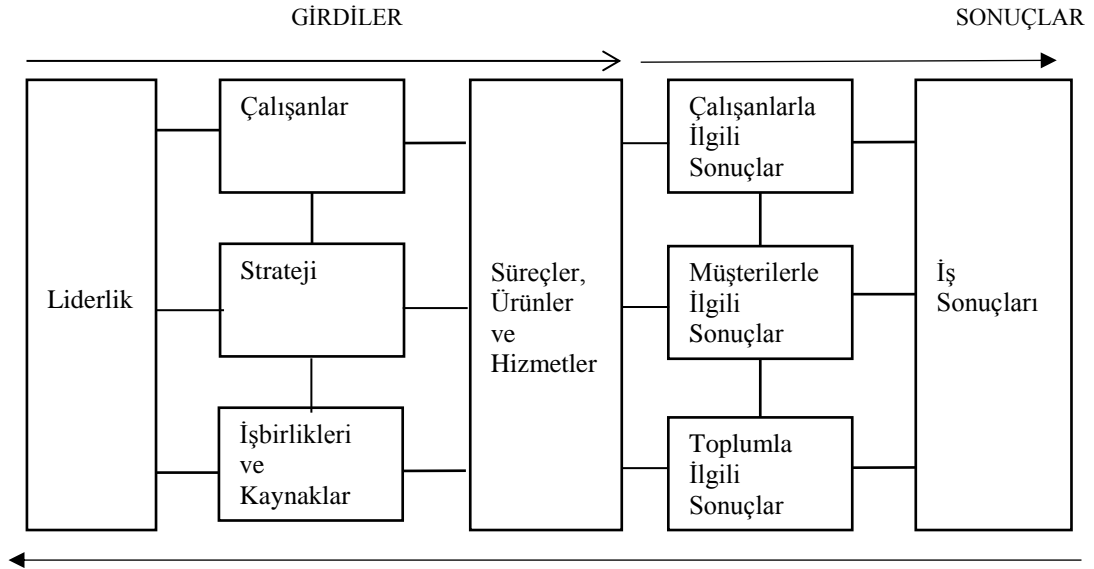 GİRDİLER
SONUÇLAR
Liderlik
Çalışanlar
Strateji
İşbirlikleri
ve
Kaynaklar
Süreçler,
Ürünler
ve
Hizmetler
Çalışanlarla
İlgili
Sonuçlar
Müşterilerle
İlgili
Sonuçlar
Toplumla
İlgili
Sonuçlar
İş
Sonuçları